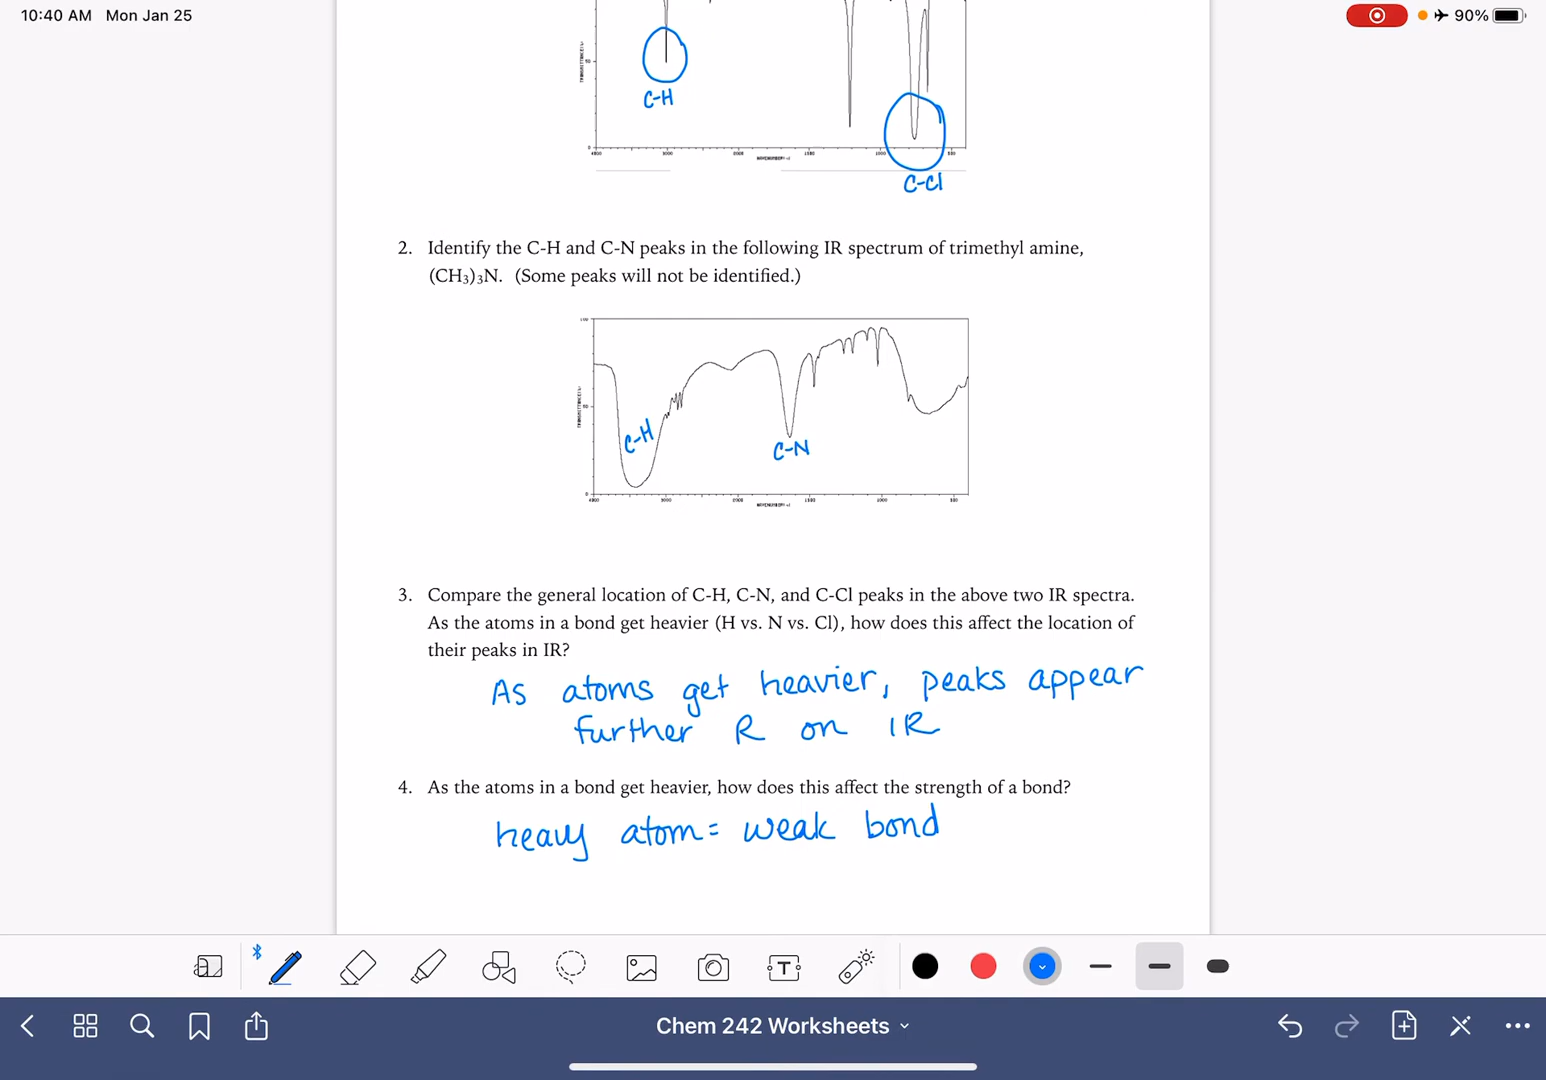 10:40 AM Mon Jan 25
90%
C-H
C-Cl
2. Identify the C-H and C-N peaks in the following IR spectrum of trimethyl amine,
(CH3)3N. (Some peaks will not be identified.)
C-H
C-N
3. Compare the general location of C-H, C-N, and C-Cl peaks in the above two IR spectra.
As the atoms in a bond get heavier (H vs. N vs. Cl), how does this affect the location of
their peaks in IR?
As atoms get heavier, peaks appear
further R on IR
4. As the atoms in a bond get heavier, how does this affect the strength of a bond?
heavy atom = weak bond
Chem 242 Worksheets